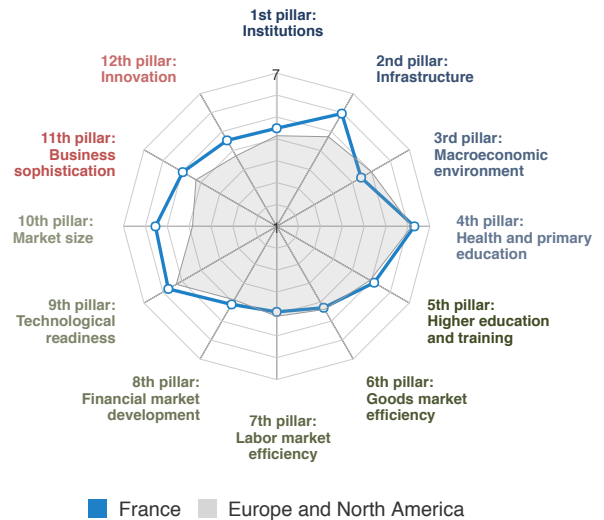 1st pillar:
Institutions
2nd pillar:
Infrastructure
3rd pillar:
Macroeconomic
environment
4th pillar:
Health and primary
education
5th pillar:
Higher education
and training
6th pillar:
Goods market
efficiency
7th pillar:
Labor market
efficiency
8th pillar:
Financial market
development
9th pillar:
Technological
readiness
10th pillar:
Market size
11th pillar:
Business
sophistication
12th pillar:
Innovation
7
1
France
Europe and North America